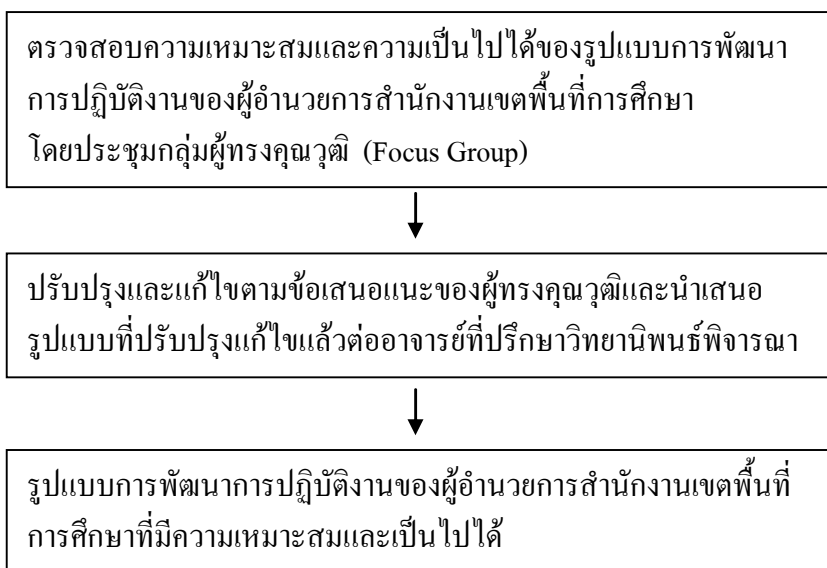 ตรวจสอบความเหมาะสมและความเป็นไปได้ของรูปแบบการพัฒนา
การปฏิบัติงานของผู้อำนวยการสำนักงานเขตพื้นที่การศึกษา
โดยประชุมกลุ่มผู้ทรงคุณวุฒิ (Focus Group)
ปรับปรุงและแก้ไขตามข้อเสนอแนะของผู้ทรงคุณวุฒิและนำเสนอ
รูปแบบที่ปรับปรุงแก้ไขแล้วต่ออาจารย์ที่ปรึกษาวิทยานิพนธ์พิจารณา
รูปแบบการพัฒนาการปฏิบัติงานของผู้อำนวยการสำนักงานเขตพื้นที่
การศึกษาที่มีความเหมาะสมและเป็นไปได้